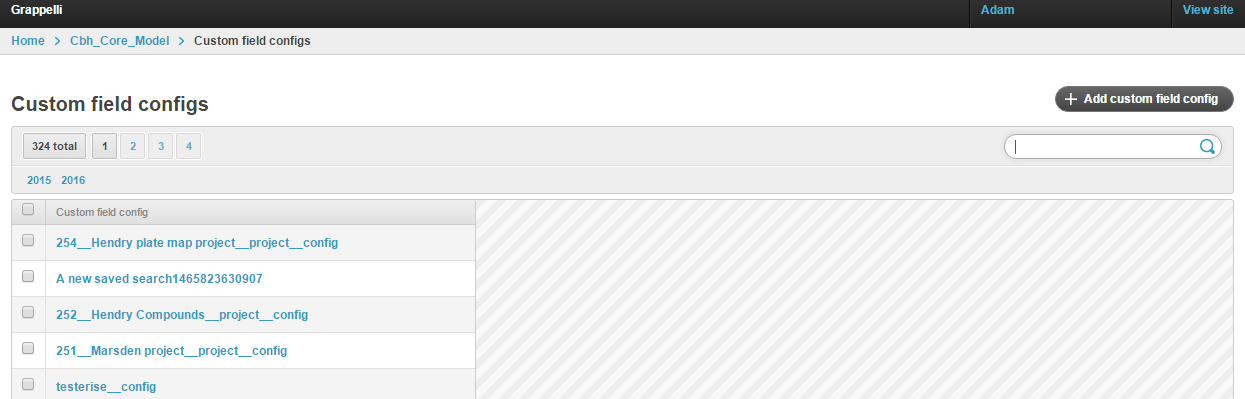 Grappelli Adam View site
Home > Cbh_Core_Model > Custom field configs
Custom field configs
+ Add custom field config
324 total 1 2 3 4
2015 2016
Custom field config
254__Hendry plate map project__project__config
A new saved search1465823630907
252__Hendry Compounds__project__config
251__Marsden project__project__config
testerise__config